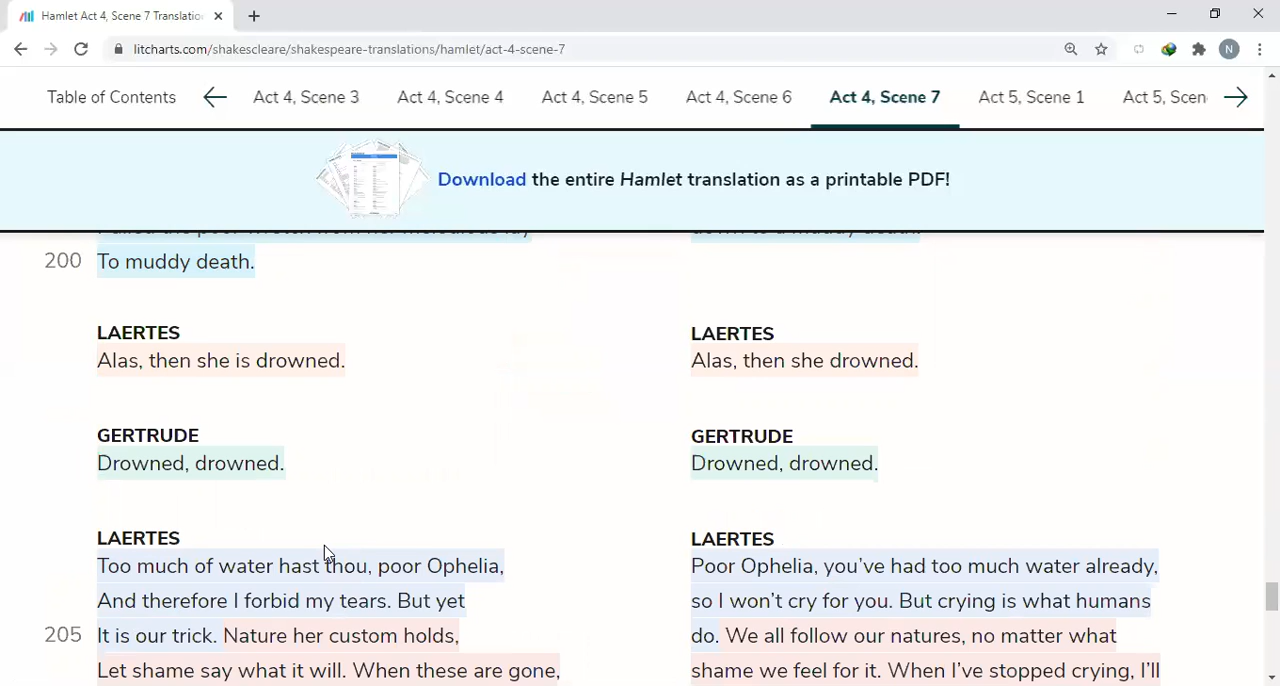 Hamlet Act 4, Scene 7 Translatio
litcharts.com/shakescleare/shakespeare-translations/hamlet/act-4-scene-7
N
Table of Contents
Act 4, Scene 3
Act 4, Scene 4
Act 4, Scene 5
Act 4, Scene 6
Act 4, Scene 7
Act 5, Scene 1
Act 5, Scen
Download the entire Hamlet translation as a printable PDF!
200 To muddy death.
LAERTES
Alas, then she is drowned.
GERTRUDE
Drowned, drowned.
LAERTES
Too much of water hast thou, poor Ophelia,
And therefore I forbid my tears. But yet
205 It is our trick. Nature her custom holds,
Let shame say what it will. When these are gone,
down to a muddy death.
LAERTES
Alas, then she drowned.
GERTRUDE
Drowned, drowned.
LAERTES
Poor Ophelia, you’ve had too much water already,
so I won’t cry for you. But crying is what humans
do. We all follow our natures, no matter what
shame we feel for it. When I’ve stopped crying, I’ll